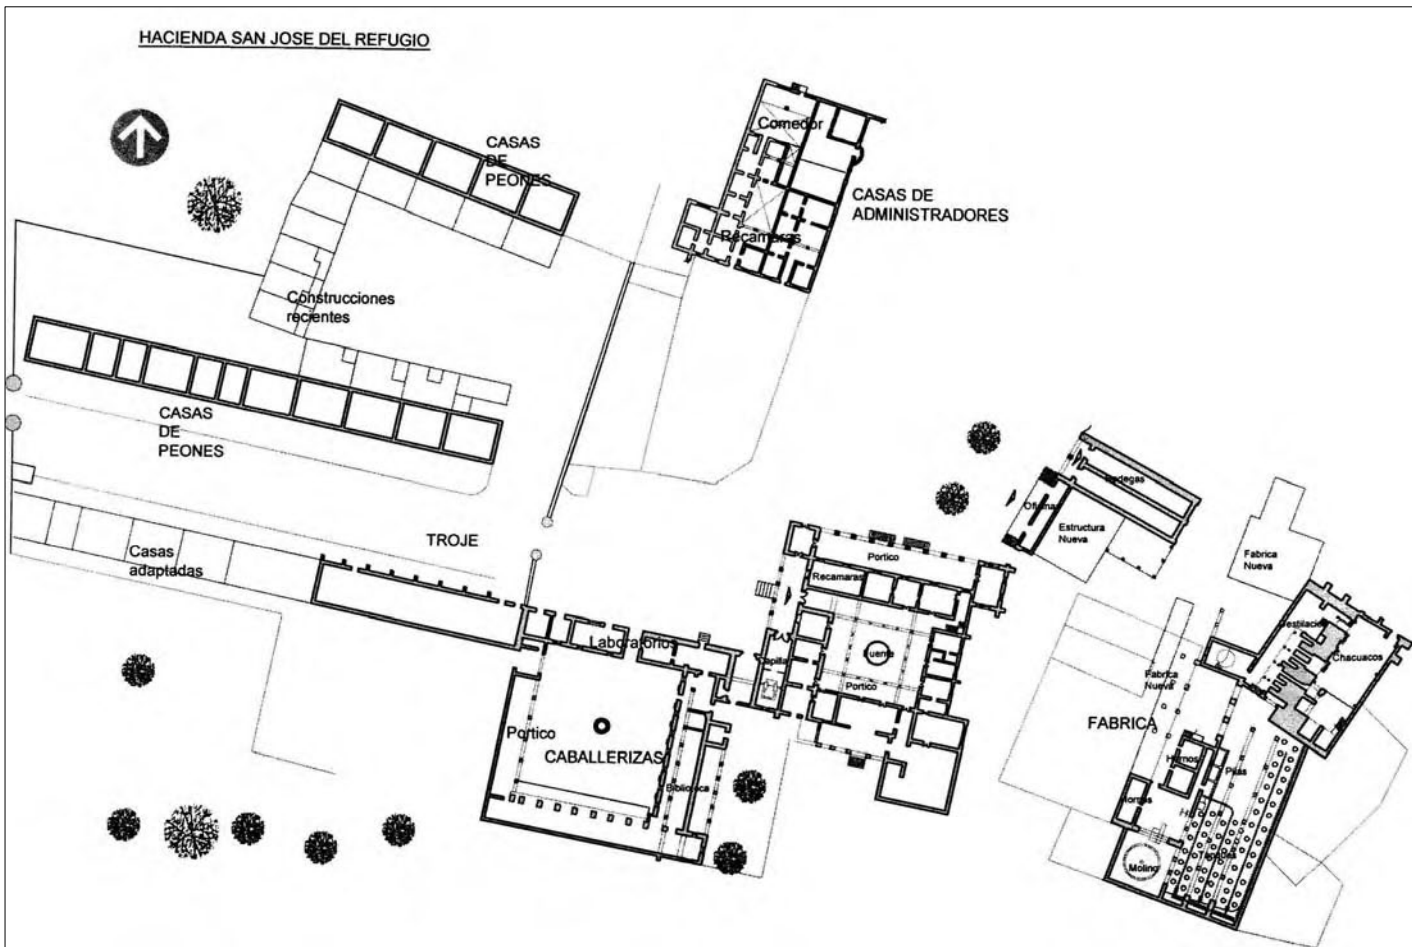 HACIENDA SAN JOSE DEL REFUGIO
CASAS
DE
PEONES
Comedor
CASAS DE
ADMINISTRADORES
Recamaras
Construcciones
recientes
CASAS
DE
PEONES
TROJE
Casas
adaptadas
Laboratorios
Portico
CABALLERIZAS
Biblioteca
Capilla
Recamaras
Portico
Fuente
Portico
Bodegas
Oficina
Estructura
Nueva
Fabrica
Nueva
Destilacion
Chacuacos
Fabrica
Nueva
FABRICA
Hornos
Pilas
Hornos
Molino
Tepetates